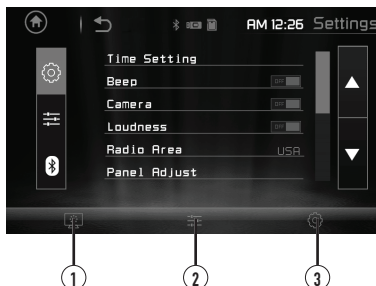 AM 12:26 Settings
Time Setting
Beep OFF
Camera OFF
Loudness OFF
Radio Area USA
Panel Adjust
1 2 3